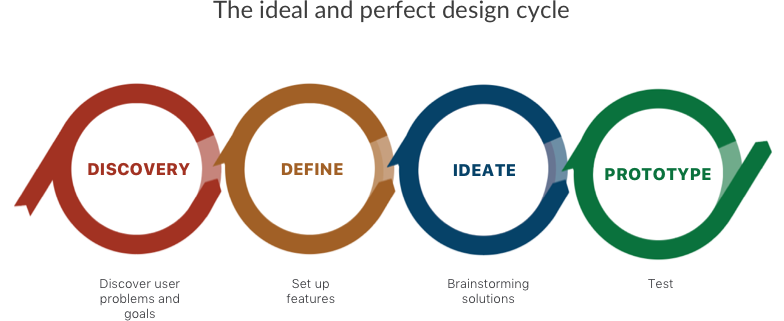 The ideal and perfect design cycle
DISCOVERY
DEFINE
IDEATE
PROTOTYPE
Discover user
problems and
goals
Set up
features
Brainstorming
solutions
Test